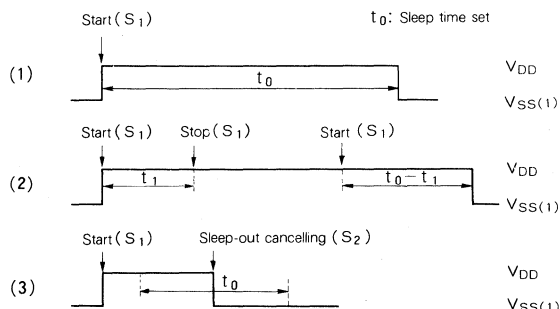 Start(S₁)
t₀: Sleep time set
(1)
t₀
VDD
VSS(1)
Start(S₁) Stop(S₁) Start (S₁)
(2)
t₁
t₀−t₁
VDD
VSS(1)
Start(S₁) Sleep-out cancelling (S₂)
(3)
t₀
VDD
VSS(1)